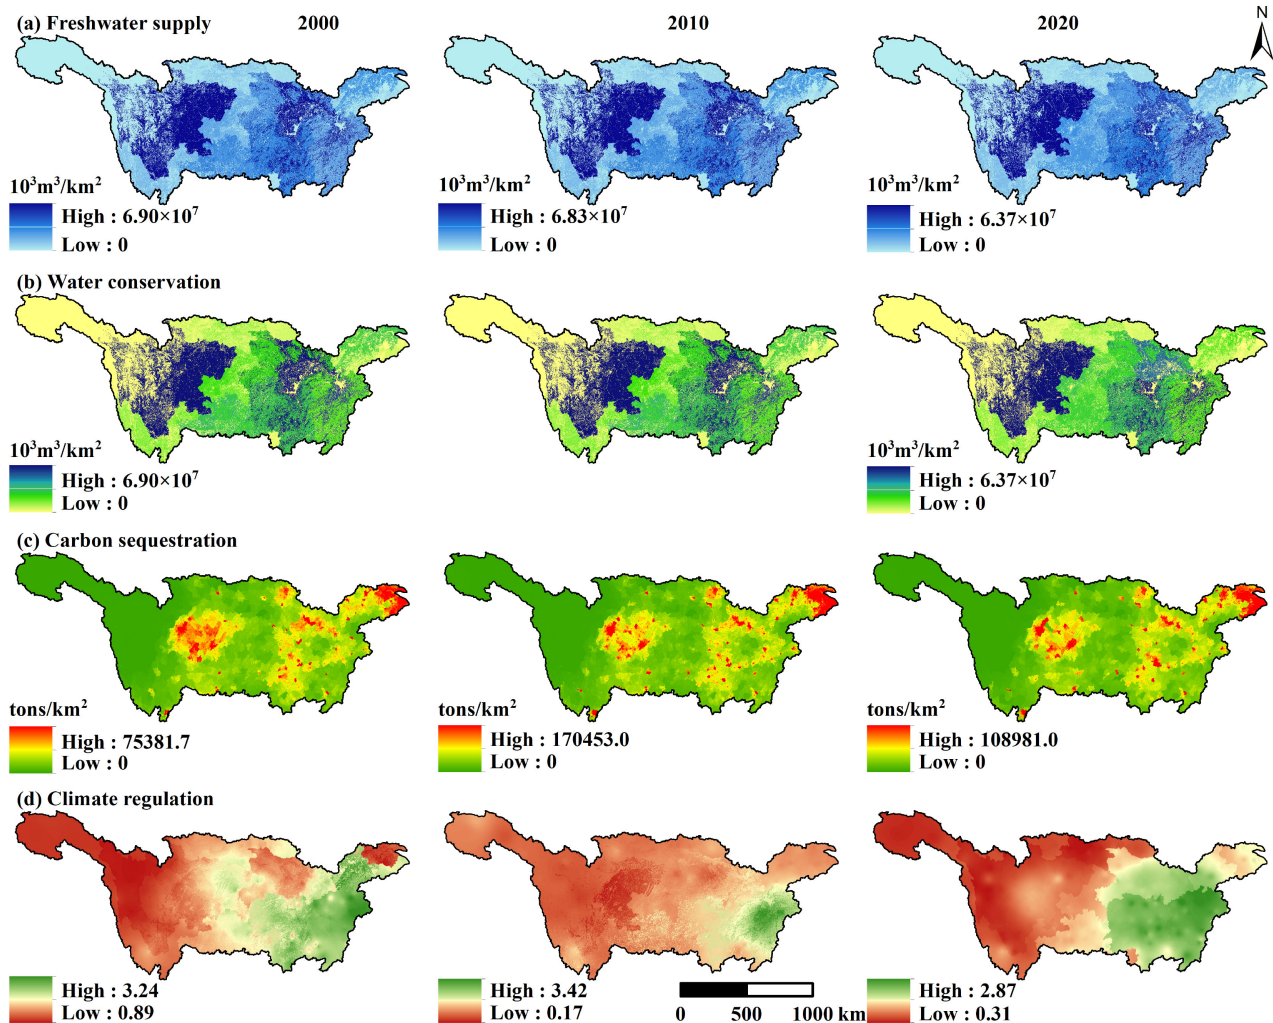 (a) Freshwater supply 2000 2010 2020 N
10³m³/km² 10³m³/km² 10³m³/km²
High : 6.90×10⁷ High : 6.83×10⁷ High : 6.37×10⁷
Low : 0 Low : 0 Low : 0
(b) Water conservation
10³m³/km² 10³m³/km²
High : 6.90×10⁷ High : 6.37×10⁷
Low : 0 Low : 0
(c) Carbon sequestration
tons/km² tons/km² tons/km²
High : 75381.7 High : 170453.0 High : 108981.0
Low : 0 Low : 0 Low : 0
(d) Climate regulation
High : High : High :
3.24 3.42 2.87
Low : 0.89 Low : 0.17 Low : 0.31
0 500 1000 km